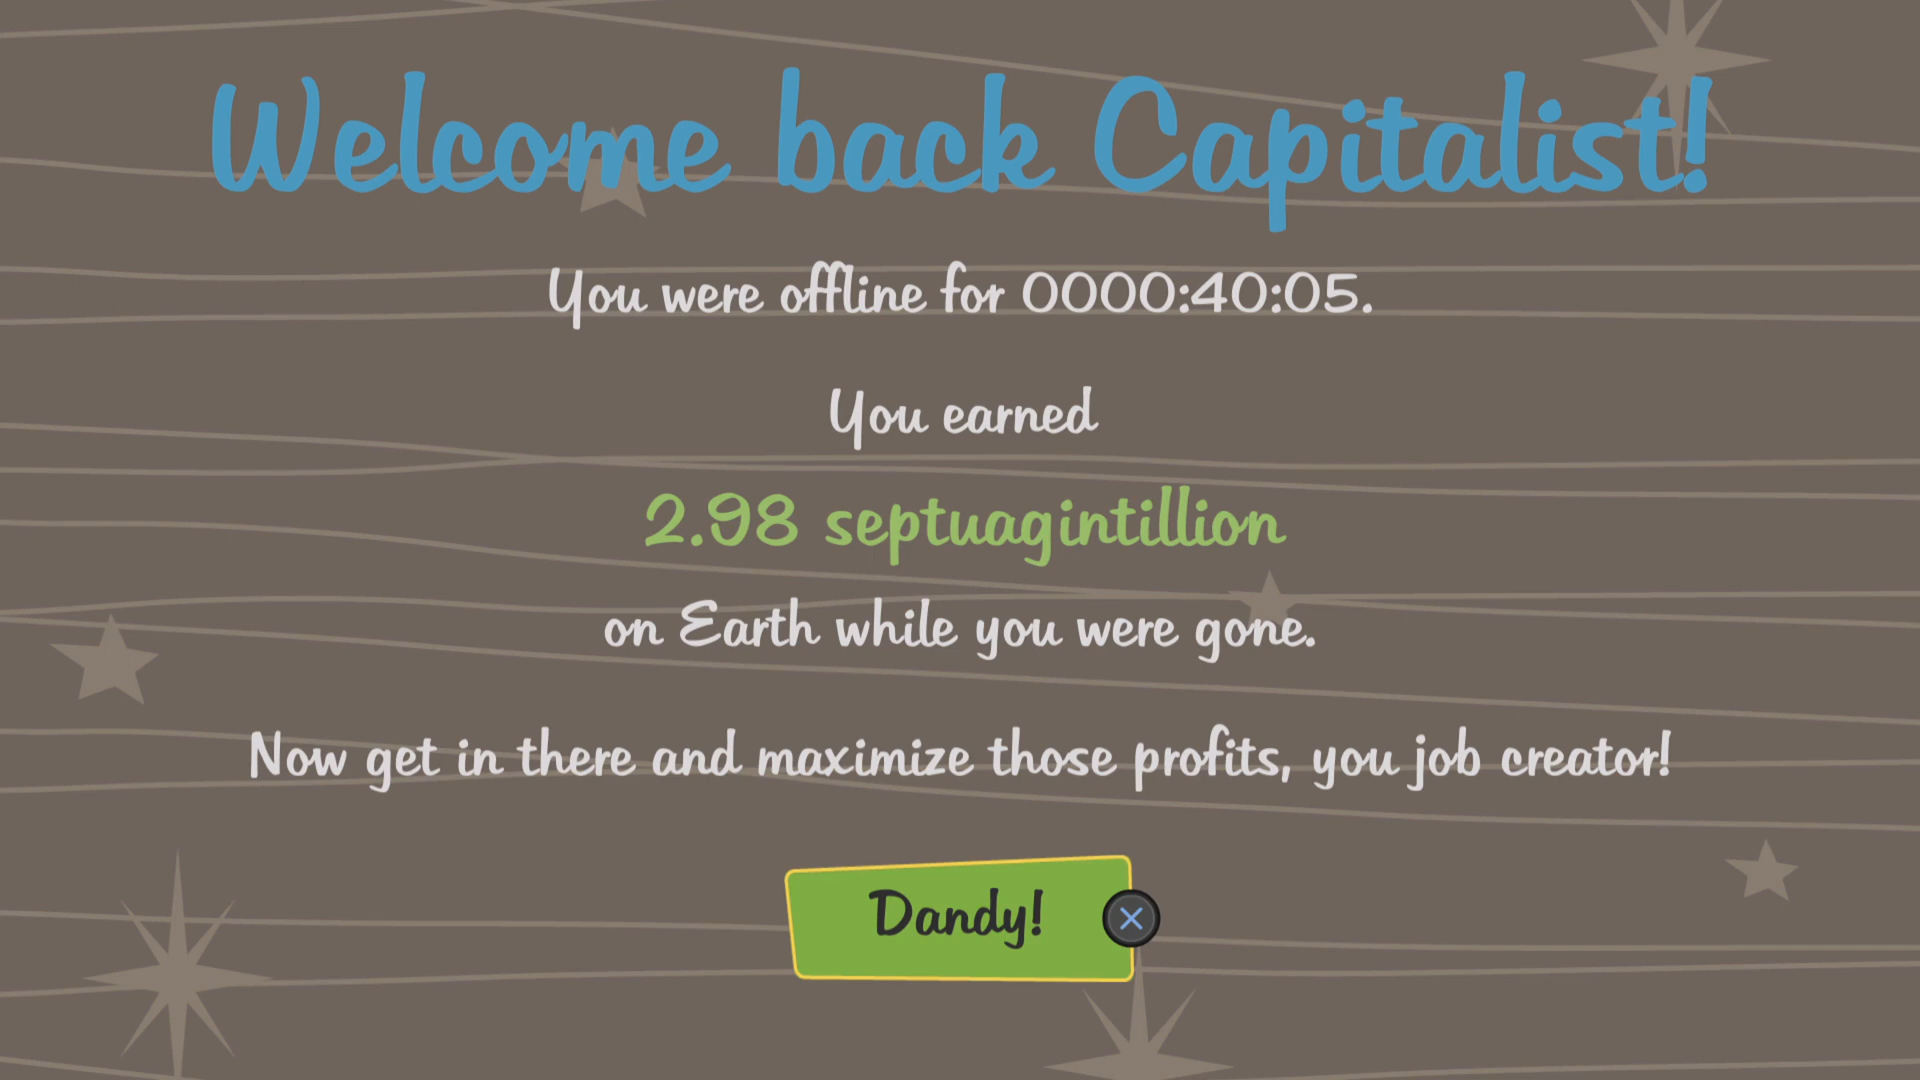 Welcome back Capitalist!
You were offline for 0000:40:05.
You earned
2.98 septuagintillion
on Earth while you were gone.
Now get in there and maximize those profits, you job creator!
Dandy!